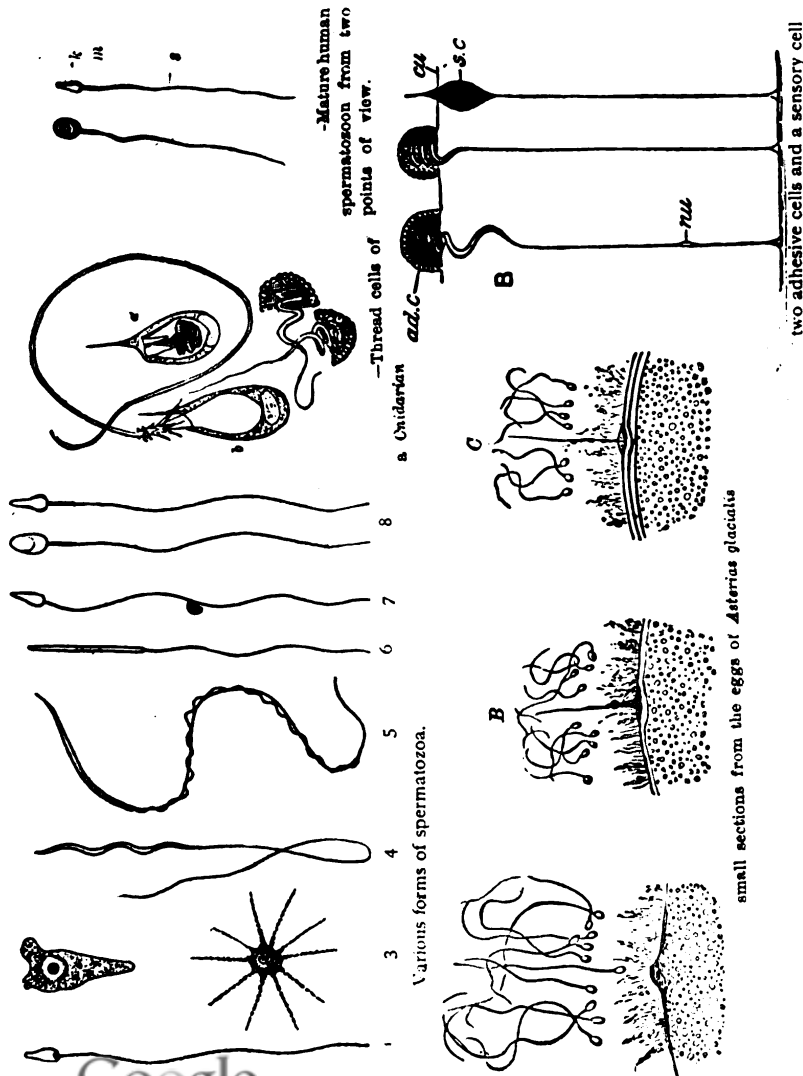 -k
m
s
-Mature human
spermatozoon from two
points of view.
a
b
—Thread cells of
a Cnidarian
cu
s.c
nu
ad.c
B
two adhesive cells and a sensory cell
1
3
4
5
6
7
8
Various forms of spermatozoa.
B
C
small sections from the eggs of Asterias glacialis
Google